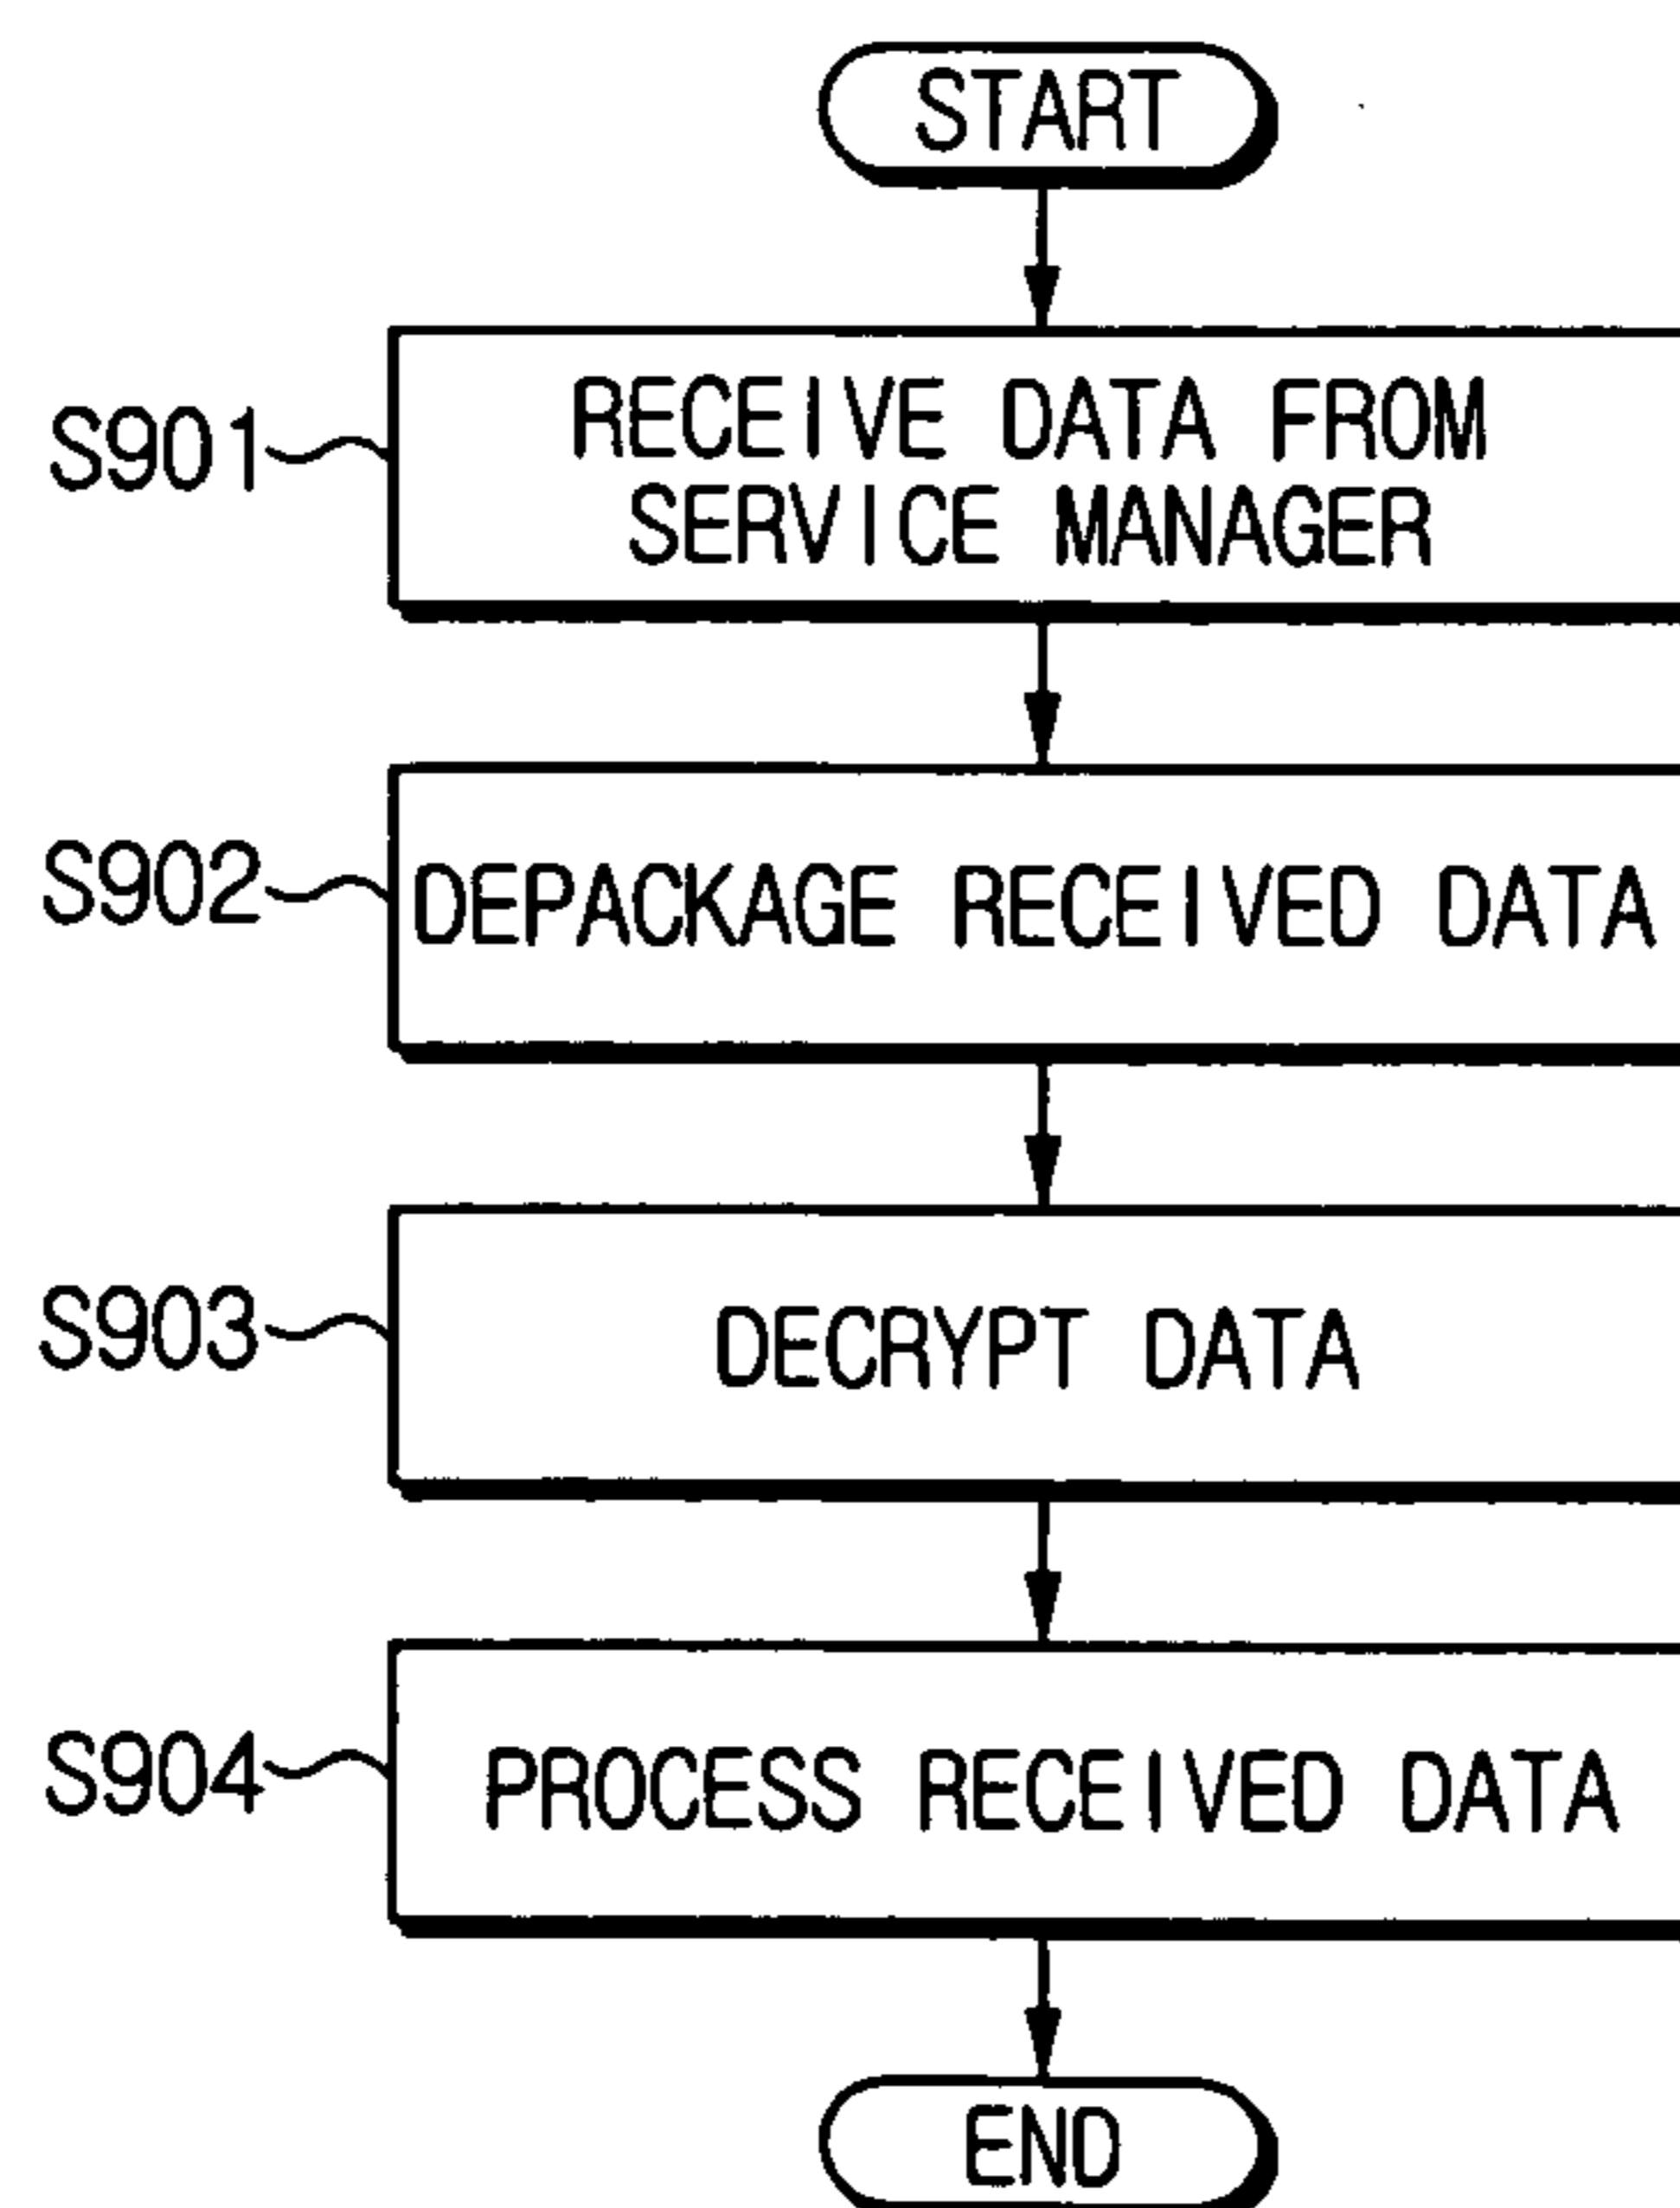 START
S901
RECEIVE DATA FROM
SERVICE MANAGER
S902
DEPACKAGE RECEIVED DATA
S903
DECRYPT DATA
S904
PROCESS RECEIVED DATA
END